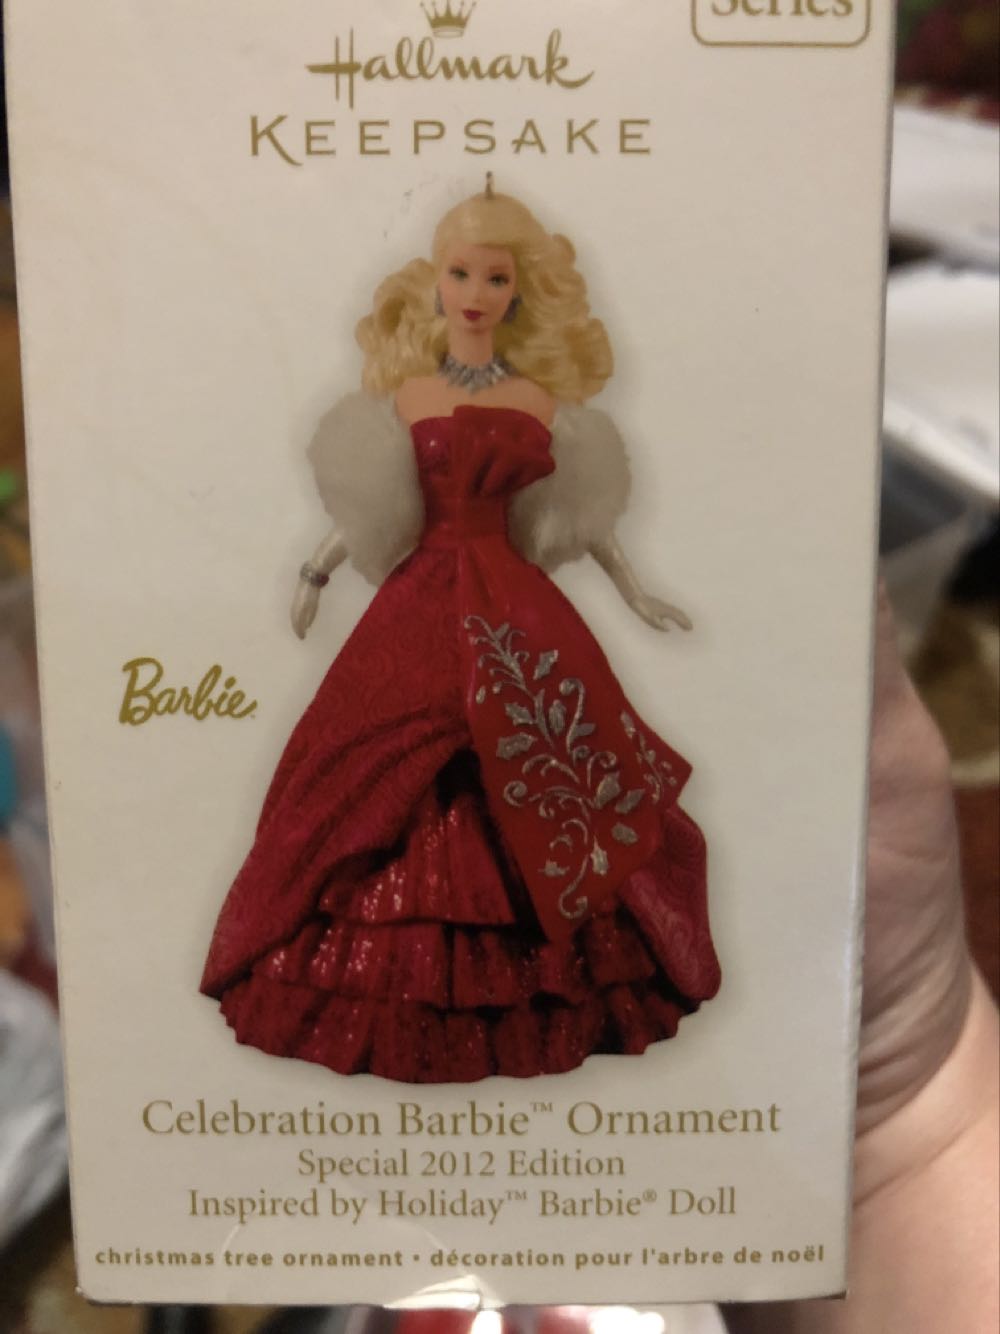 Series
Hallmark
KEEPSAKE
Barbie
Celebration Barbie™ Ornament
Special 2012 Edition
Inspired by Holiday™ Barbie® Doll
christmas tree ornament • décoration pour l'arbre de noël